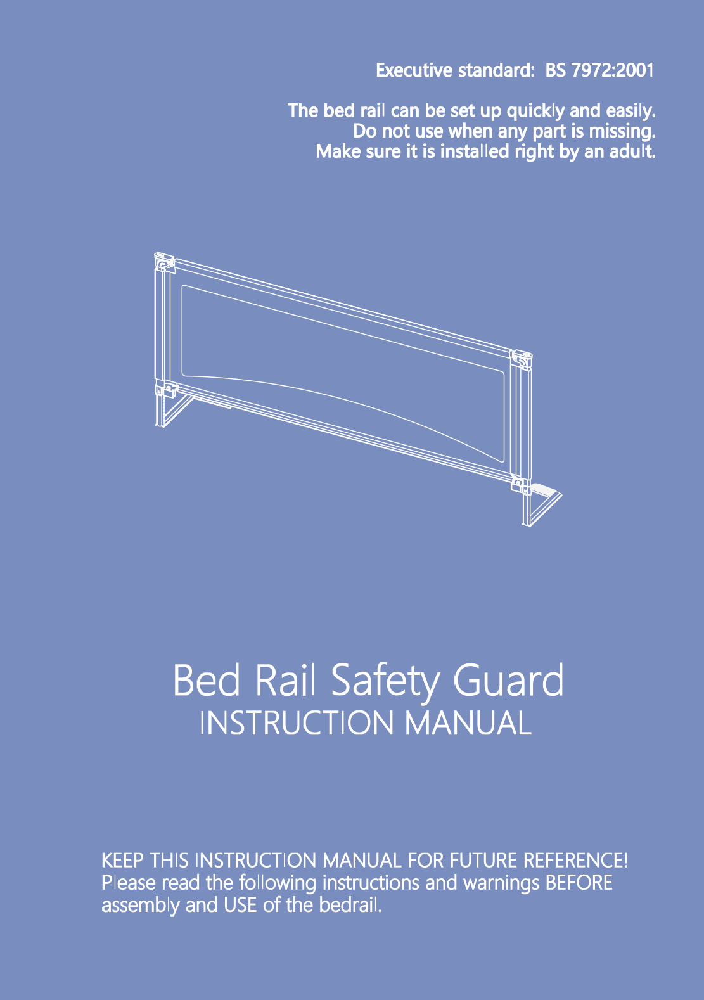 Executive standard: BS 7972:2001
The bed rail can be set up quickly and easily.
Do not use when any part is missing.
Make sure it is installed right by an adult.
Bed Rail Safety Guard
INSTRUCTION MANUAL
KEEP THIS INSTRUCTION MANUAL FOR FUTURE REFERENCE!
Please read the following instructions and warnings BEFORE
assembly and USE of the bedrail.